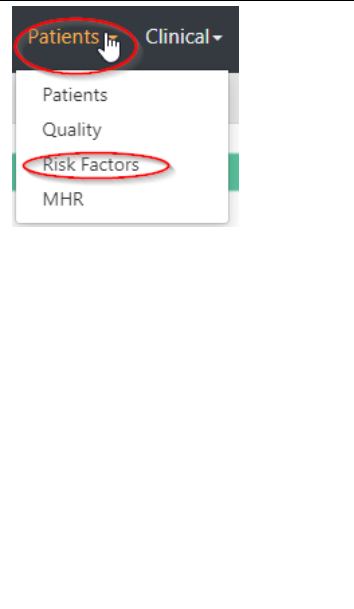 Patients Clinical
Patients
Quality
Risk Factors
MHR